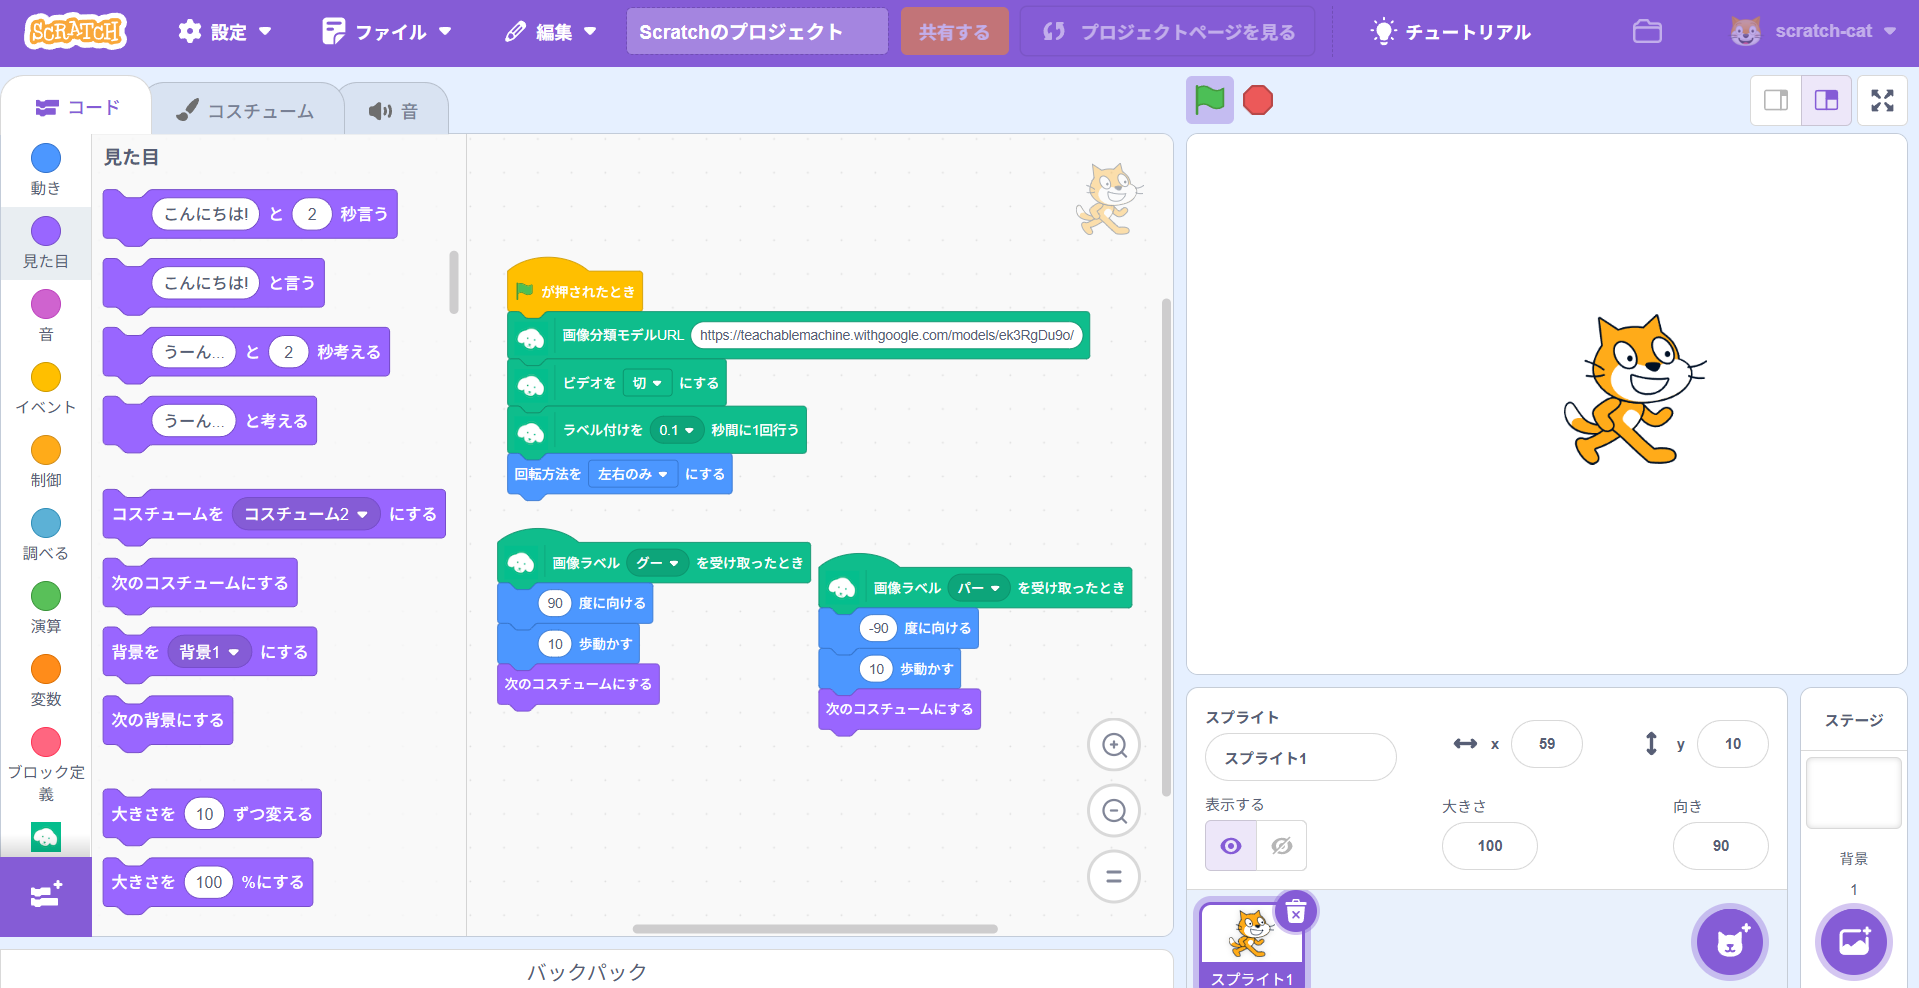 SCRATCH 設定 ファイル 編集 Scratchのプロジェクト 共有する プロジェクトページを見る チュートリアル scratch-cat
コード コスチューム 音
動き
見た目
音
イベント
制御
調べる
演算
変数
ブロック定
義
見た目
こんにちは! と 2 秒言う
こんにちは! と言う
うーん... と 2 秒考える
うーん... と考える
コスチュームを コスチューム2 にする
次のコスチュームにする
背景を 背景1 にする
次の背景にする
大きさを 10 ずつ変える
大きさを 100 %にする
が押されたとき
画像分類モデルURL https://teachablemachine.withgoogle.com/models/ek3RgDu9o/
ビデオを 切 にする
ラベル付けを 0.1 秒間に1回行う
回転方法を 左右のみ にする
画像ラベル グー を受け取ったとき
90 度に向ける
10 歩動かす
次のコスチュームにする
画像ラベル パー を受け取ったとき
-90 度に向ける
10 歩動かす
次のコスチュームにする
バックパック
スプライト
スプライト1 x 59 y 10
表示する 大きさ 100 向き 90
スプライト1
ステージ
背景
1